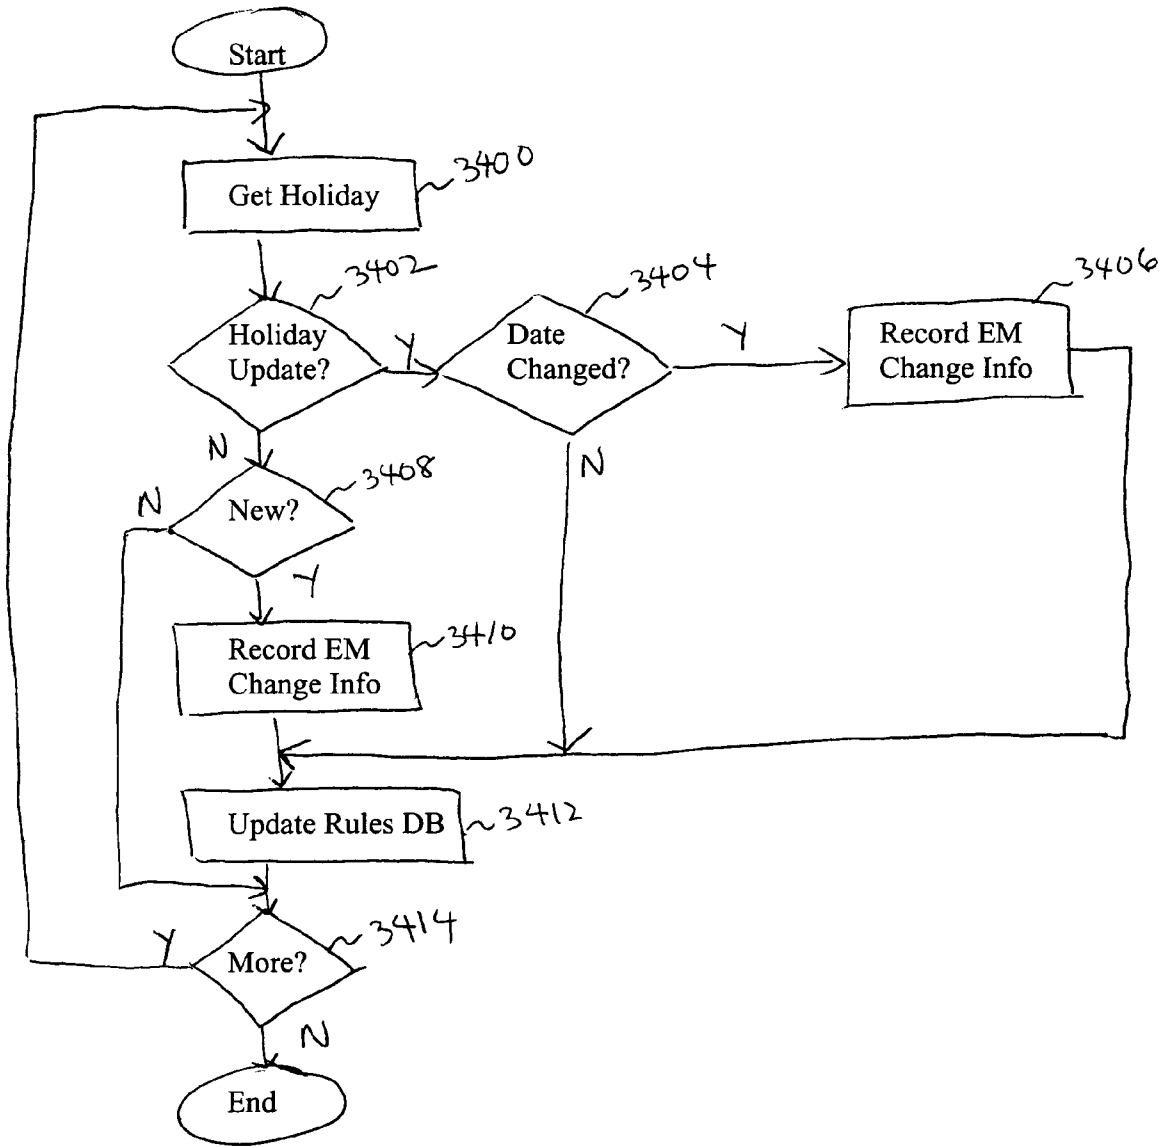 Start
3400
Get Holiday
3402
3404
3406
Holiday
Update?
Y
Date
Changed?
Y
Record EM
Change Info
N
N
3408
N
New?
Y
3410
Record EM
Change Info
Update Rules DB
3412
3414
Y
More?
N
End